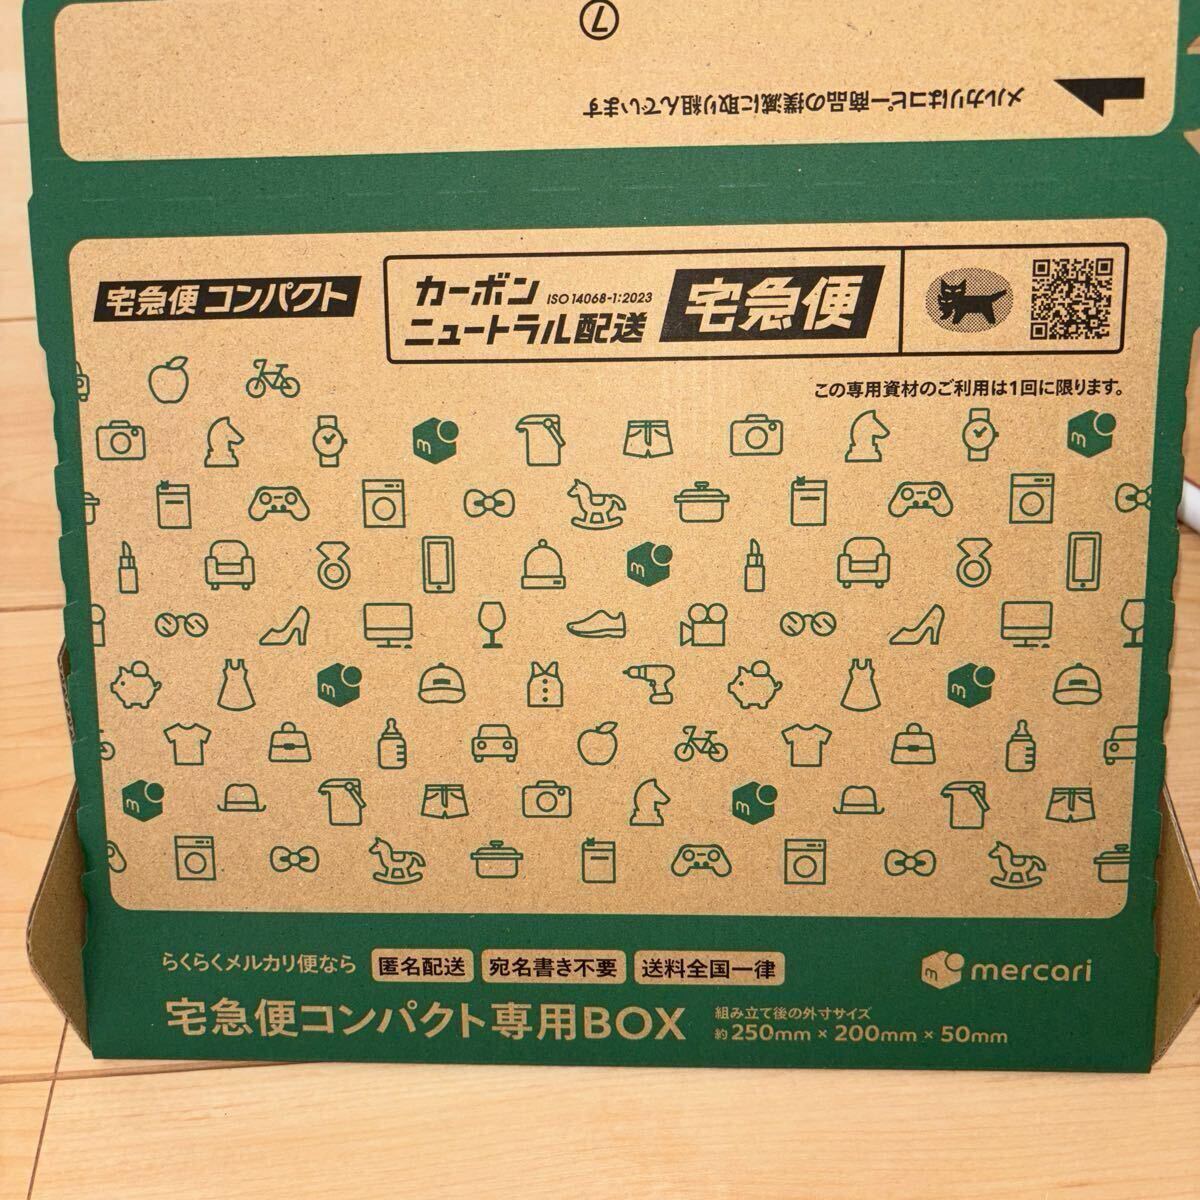 ⑦
メルカリはコピー商品の撲滅に取り組んでいます
宅急便コンパクト
カーボン
ニュートラル配送
ISO 14068-1:2023
宅急便
この専用資材のご利用は1回に限ります。
らくらくメルカリ便なら 匿名配送 宛名書き不要 送料全国一律
mercari
宅急便コンパクト専用BOX
組み立て後の外寸サイズ
約250mm×200mm×50mm